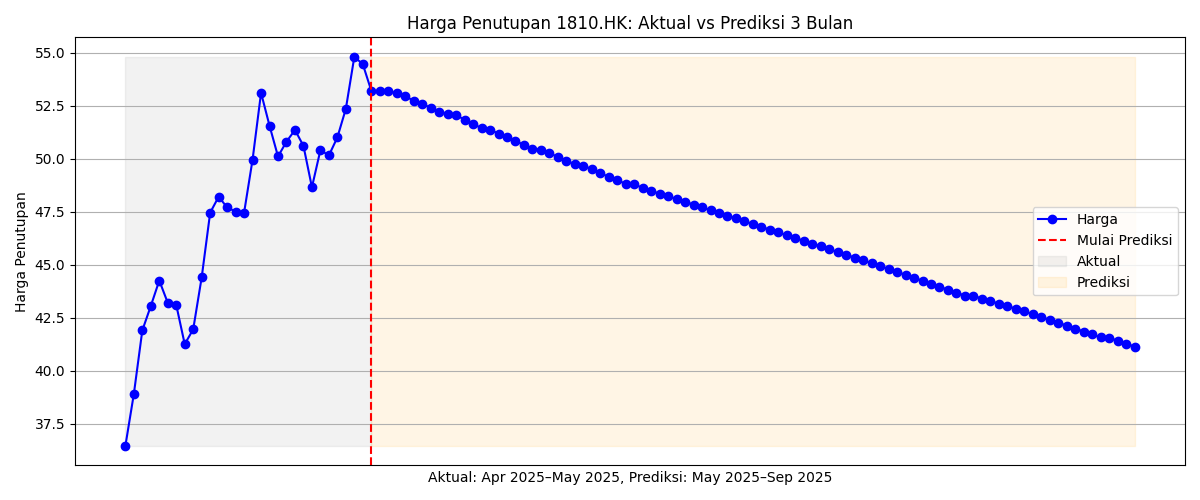 Harga Penutupan 1810.HK: Aktual vs Prediksi 3 Bulan
55.0
52.5
50.0
47.5
45.0
42.5
40.0
37.5
Harga Penutupan
Harga
Mulai Prediksi
Aktual
Prediksi
Aktual: Apr 2025–May 2025, Prediksi: May 2025–Sep 2025